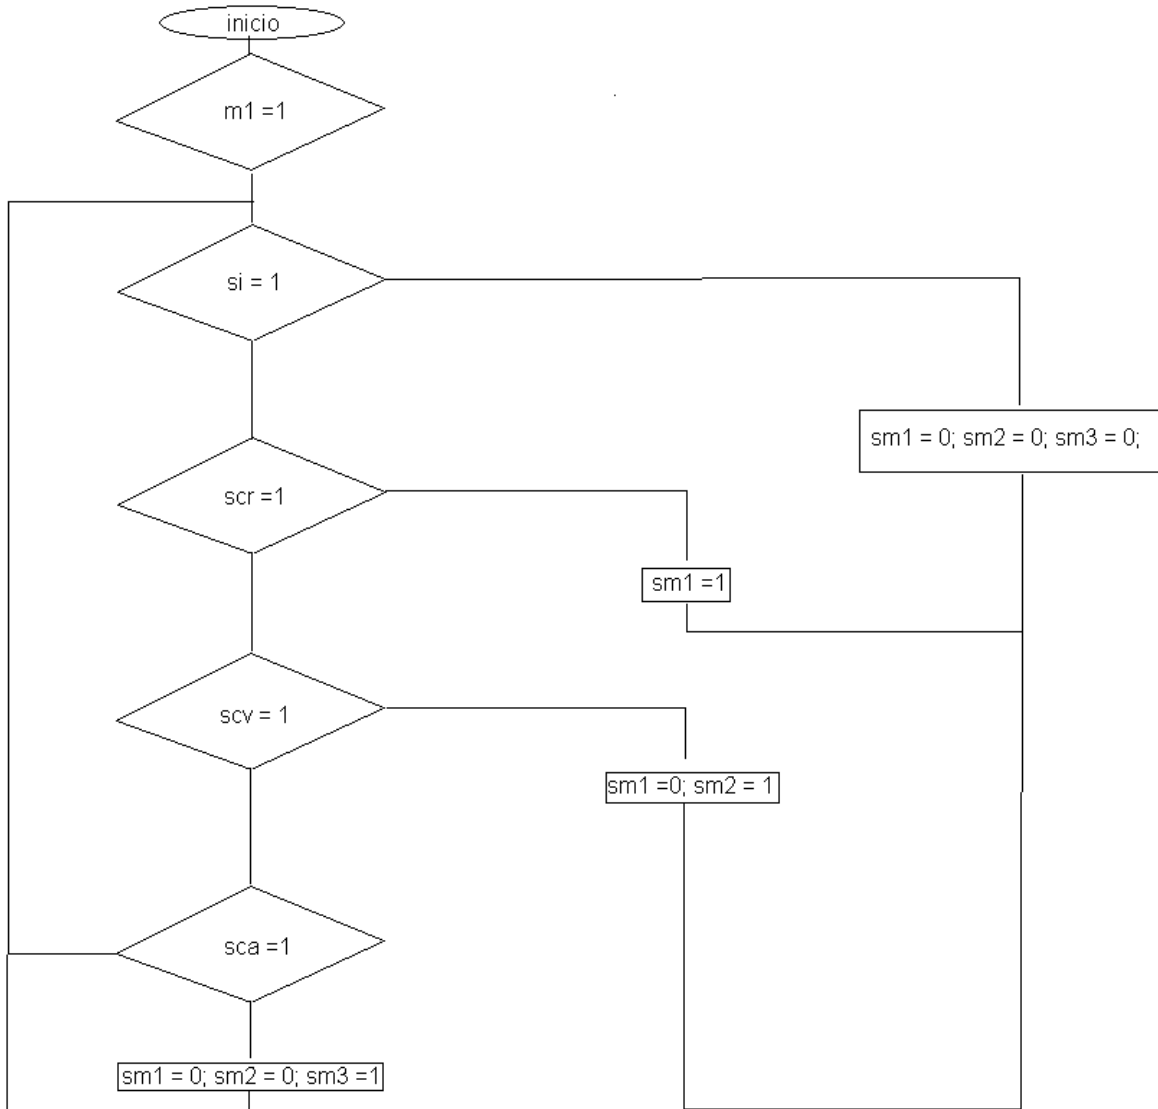 inicio
m1 =1
si = 1
sm1 = 0; sm2 = 0; sm3 = 0;
scr =1
sm1 =1
scv = 1
sm1 =0; sm2 = 1
sca =1
sm1 = 0; sm2 = 0; sm3 =1